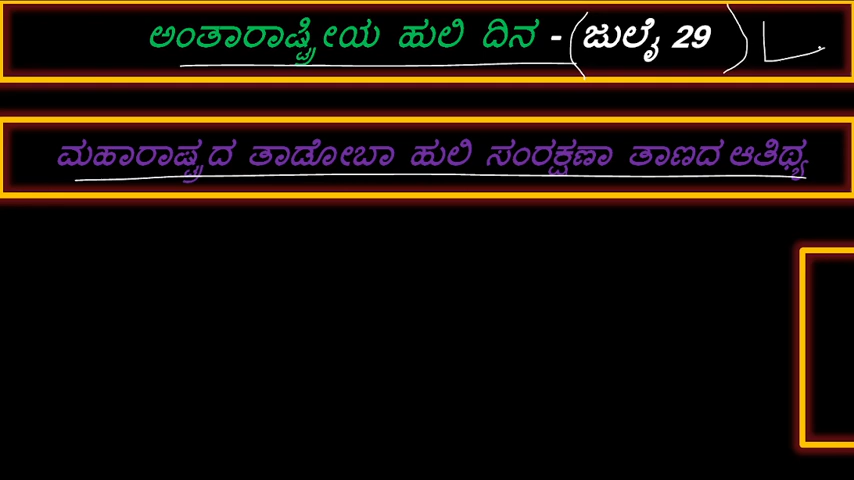 ಅಂತಾರಾಷ್ಟ್ರೀಯ ಹುಲಿ ದಿನ - (ಜುಲೈ 29)
ಮಹಾರಾಷ್ಟ್ರದ ತಾಡೋಬಾ ಹುಲಿ ಸಂರಕ್ಷಣಾ ತಾಣದ ಆತಿಥ್ಯ